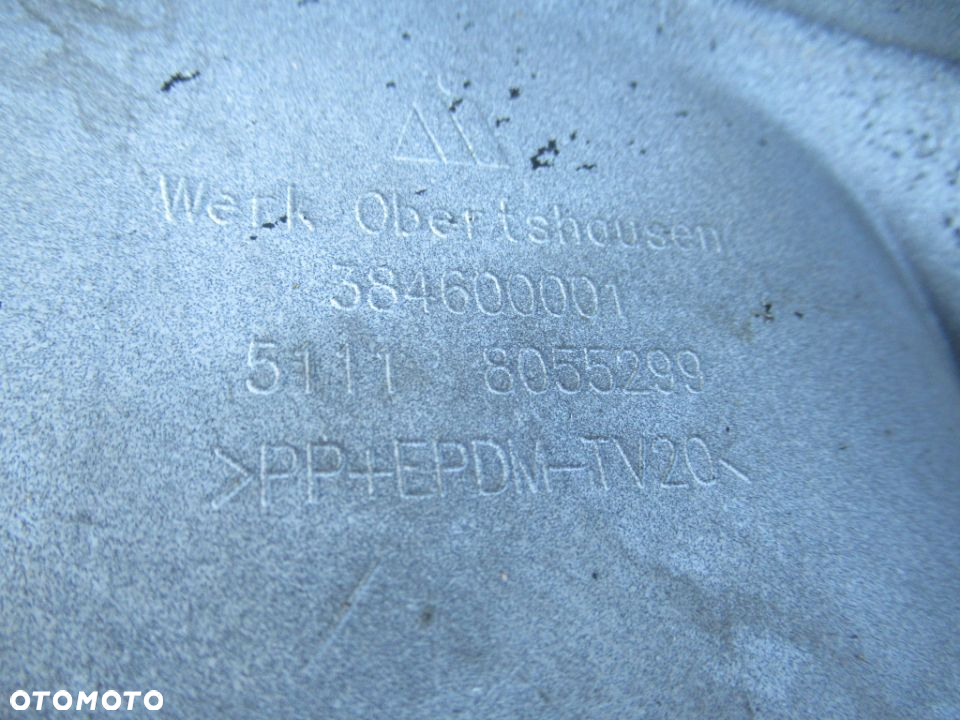 Werk Obertshausen
384600001
5111 8055299
>PP+EPDM-TV20<
OTOMOTO